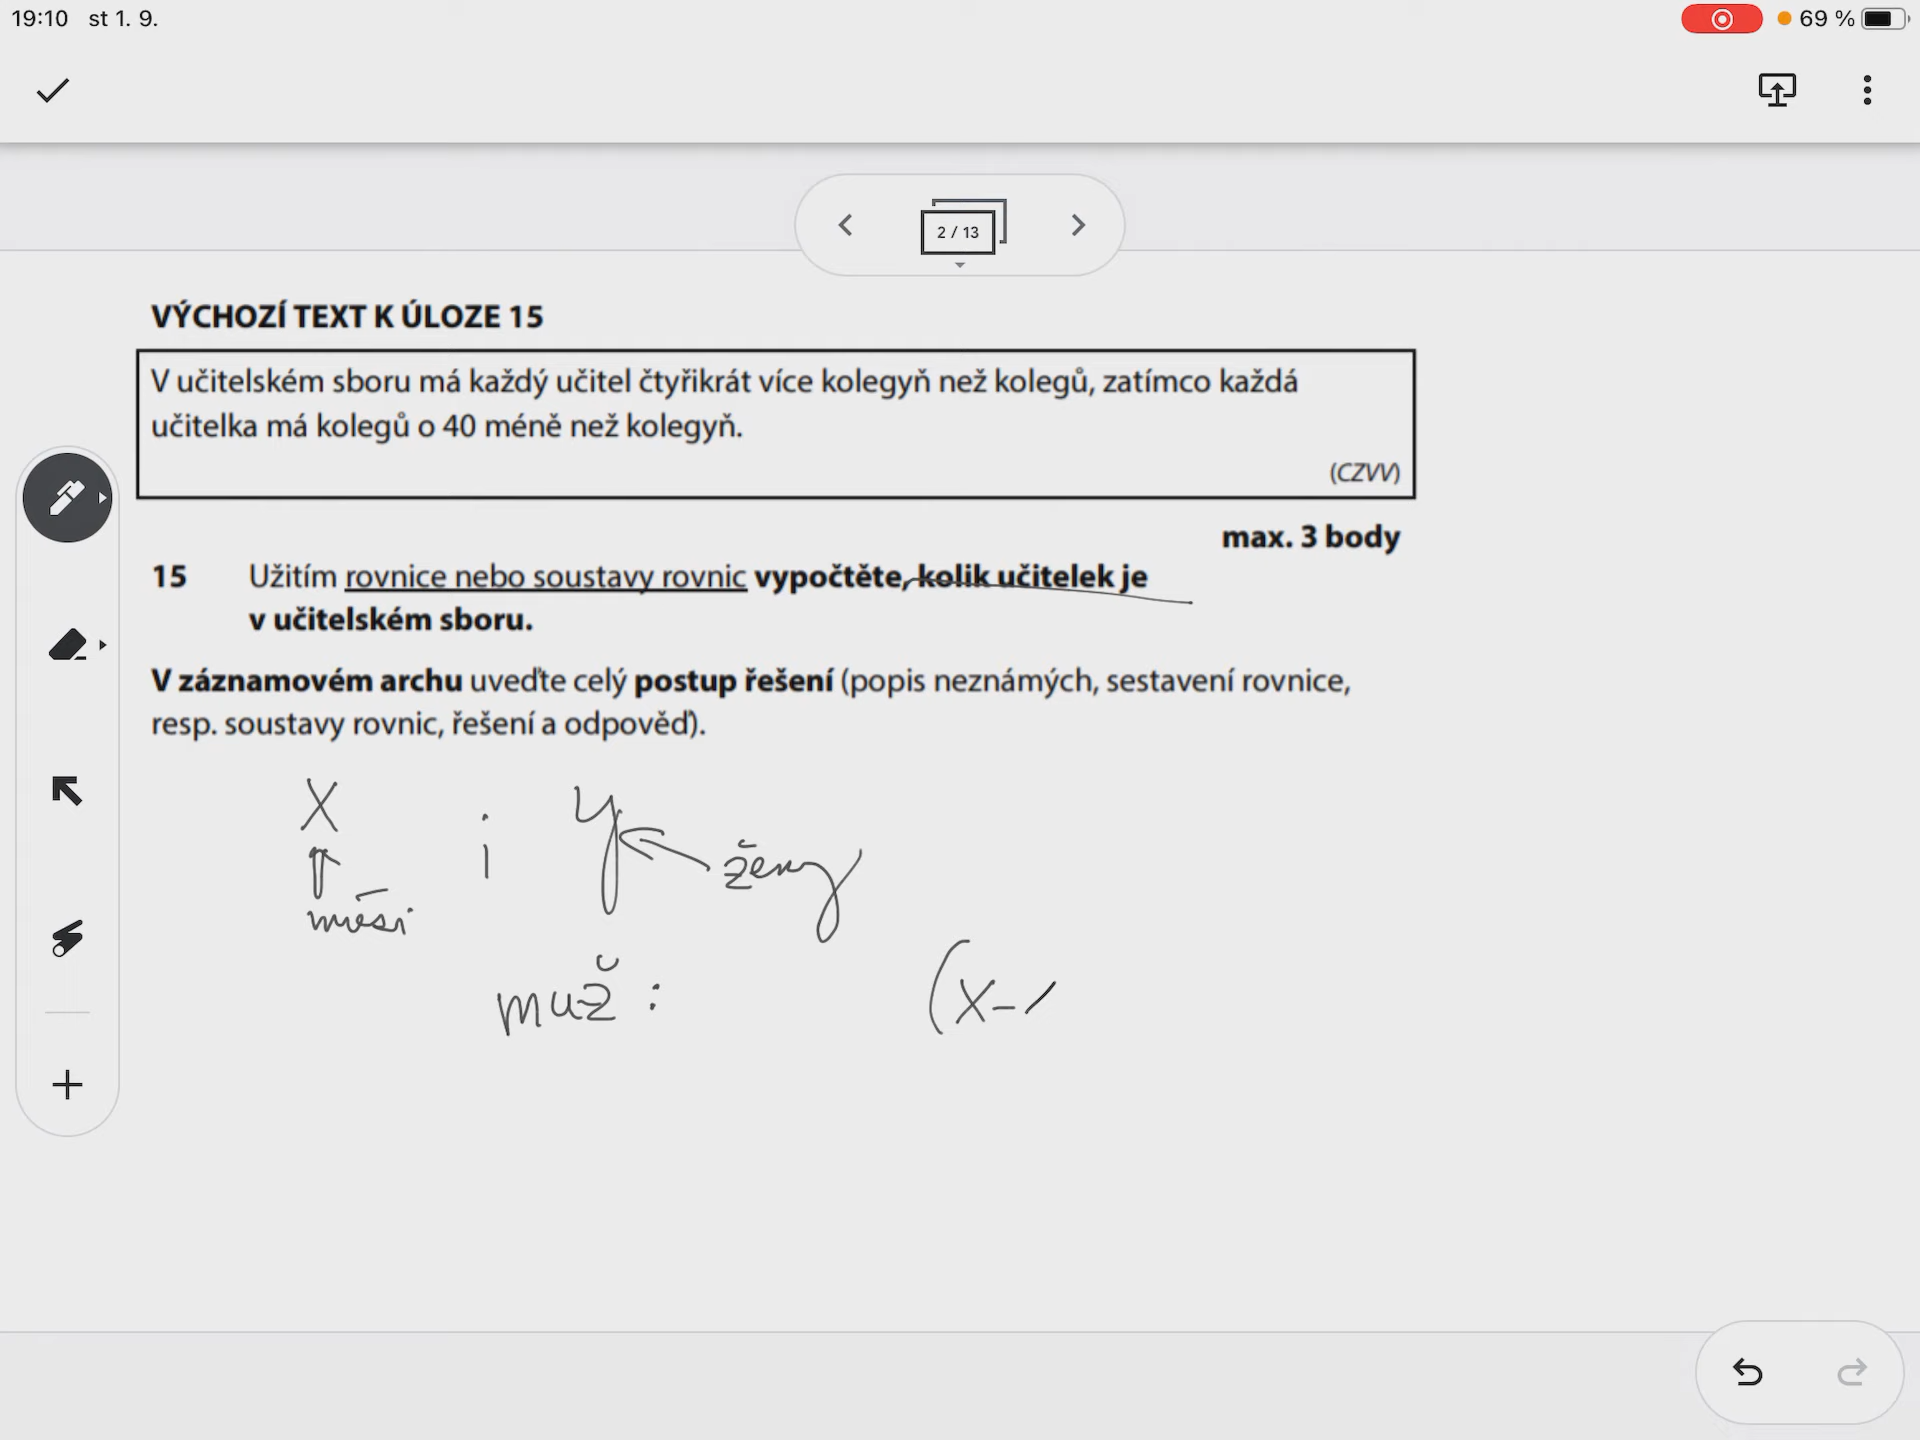 19:10 st 1. 9.
69 %
2 / 13
VÝCHOZÍ TEXT K ÚLOZE 15
V učitelském sboru má každý učitel čtyřikrát více kolegyň než kolegů, zatímco každá
učitelka má kolegů o 40 méně než kolegyň.
(CZVV)
max. 3 body
15 Užitím rovnice nebo soustavy rovnic vypočtěte, kolik učitelek je
v učitelském sboru.
V záznamovém archu uveďte celý postup řešení (popis neznámých, sestavení rovnice,
resp. soustavy rovnic, řešení a odpověď).
X i y
ženy
muž : (x-1